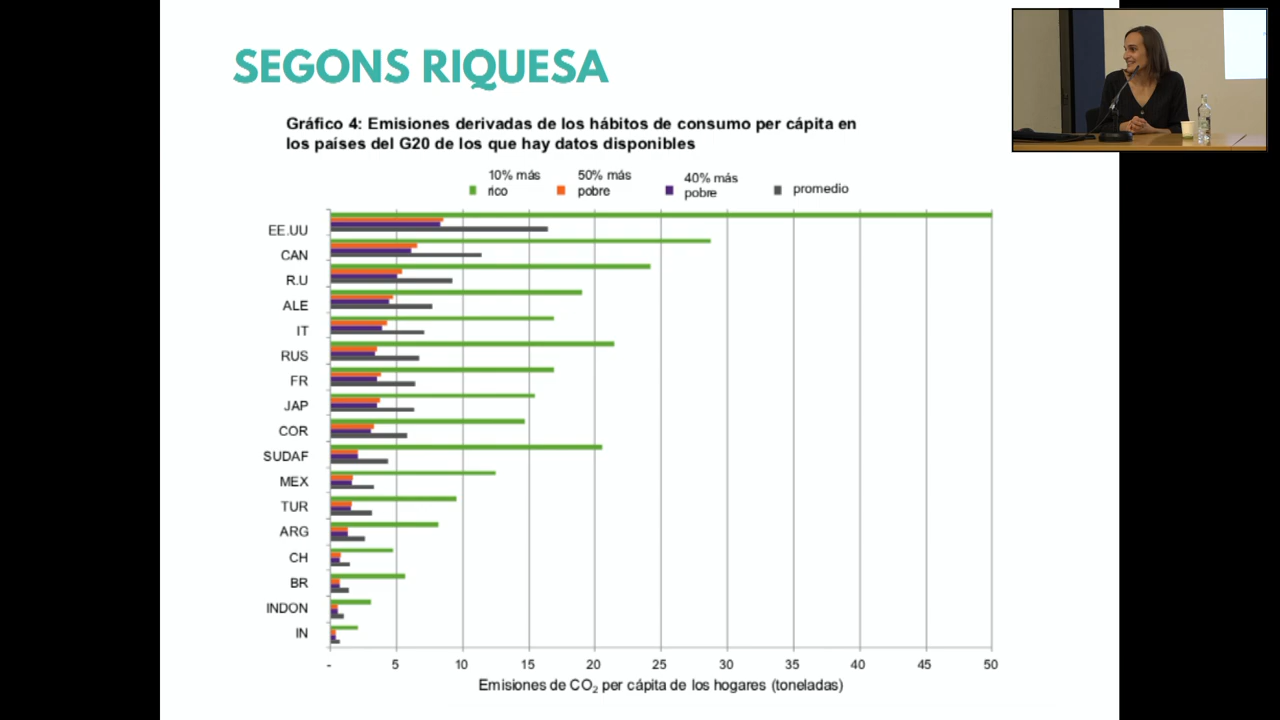 SEGONS RIQUESA
Gráfico 4: Emisiones derivadas de los hábitos de consumo per cápita en
los países del G20 de los que hay datos disponibles
10% más rico
50% más pobre
40% más pobre
promedio
EE.UU
CAN
R.U
ALE
IT
RUS
FR
JAP
COR
SUDAF
MEX
TUR
ARG
CH
BR
INDON
IN
- 5 10 15 20 25 30 35 40 45 50
Emisiones de CO₂ per cápita de los hogares (toneladas)